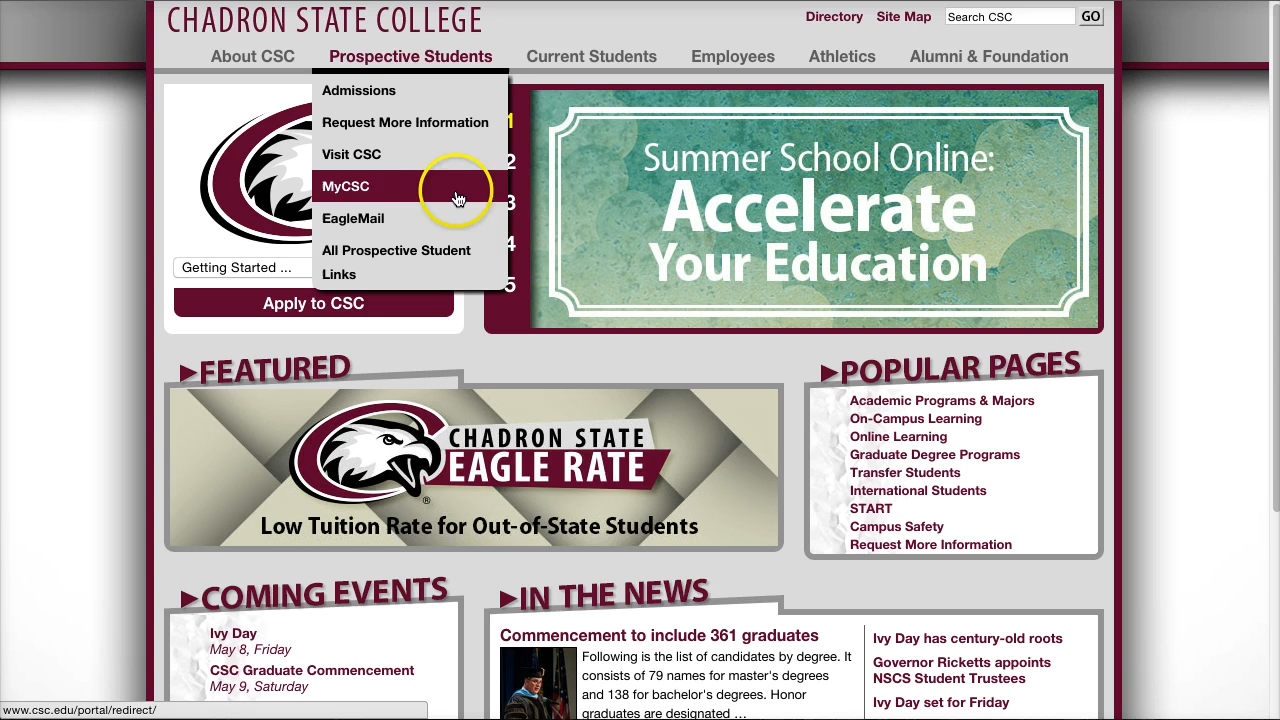 CHADRON STATE COLLEGE
Directory
Site Map
Search CSC
GO
About CSC
Prospective Students
Current Students
Employees
Athletics
Alumni & Foundation
Admissions
Request More Information
Visit CSC
MyCSC
EagleMail
All Prospective Student
Links
Getting Started ...
Apply to CSC
1
2
3
4
5
Summer School Online:
Accelerate
Your Education
FEATURED
CHADRON STATE
EAGLE RATE
®
Low Tuition Rate for Out-of-State Students
POPULAR PAGES
Academic Programs & Majors
On-Campus Learning
Online Learning
Graduate Degree Programs
Transfer Students
International Students
START
Campus Safety
Request More Information
COMING EVENTS
Ivy Day
May 8, Friday
CSC Graduate Commencement
May 9, Saturday
IN THE NEWS
Commencement to include 361 graduates
Following is the list of candidates by degree. It
consists of 79 names for master's degrees
and 138 for bachelor's degrees. Honor
graduates are designated ...
Ivy Day has century-old roots
Governor Ricketts appoints
NSCS Student Trustees
Ivy Day set for Friday
www.csc.edu/portal/redirect/